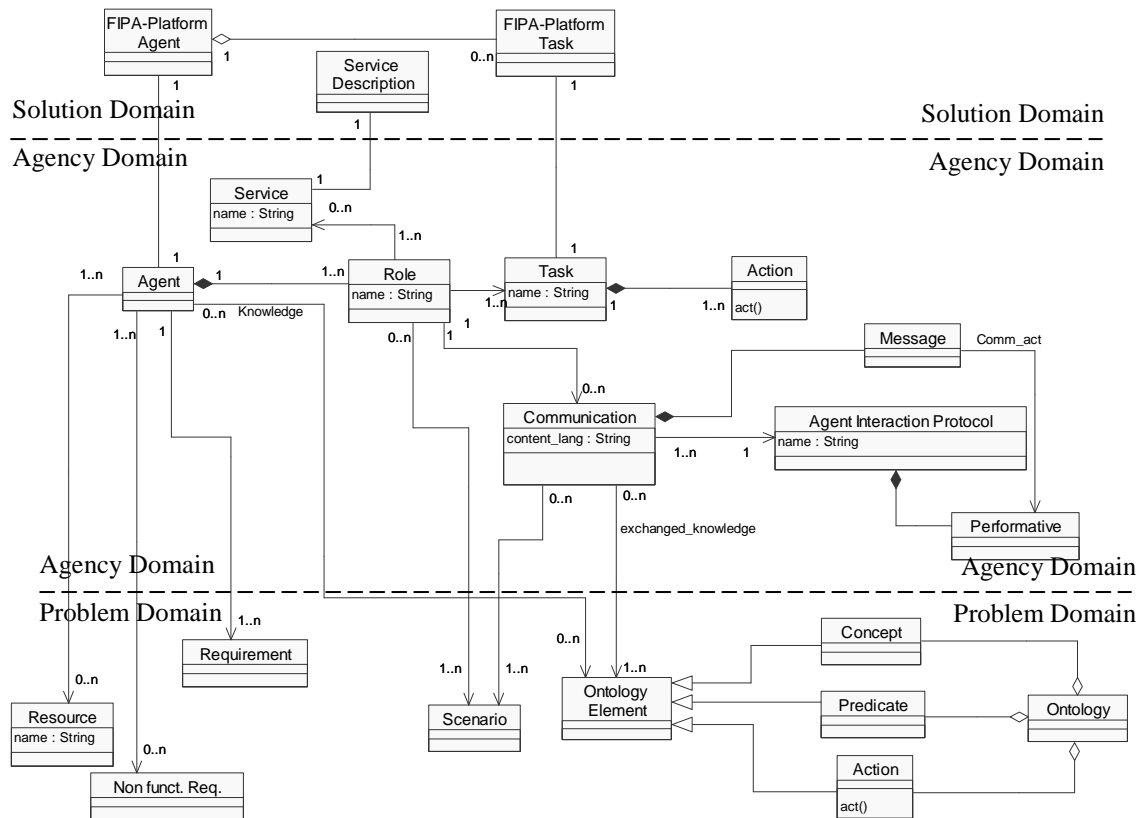 FIPA-Platform
Agent
FIPA-Platform
Task
1
0..n
1
1
Service
Description
1
Solution Domain
Solution Domain
1
Agency Domain
Agency Domain
Service
name : String
1
0..n
1..n
1
1
1..n
Agent
1
1..n
Role
name : String
1..n
Task
name : String
1
1..n
Action
act()
0..n
Knowledge
1..n
1
0..n
1
1
Message
Comm_act
0..n
Communication
content_lang : String
1..n
1
Agent Interaction Protocol
name : String
0..n
0..n
exchanged_knowledge
Performative
Agency Domain
Agency Domain
Problem Domain
Problem Domain
1..n
Requirement
0..n
1..n
1..n
1..n
0..n
Concept
Resource
name : String
Scenario
Ontology
Element
Predicate
Ontology
0..n
Non funct. Req.
Action
act()